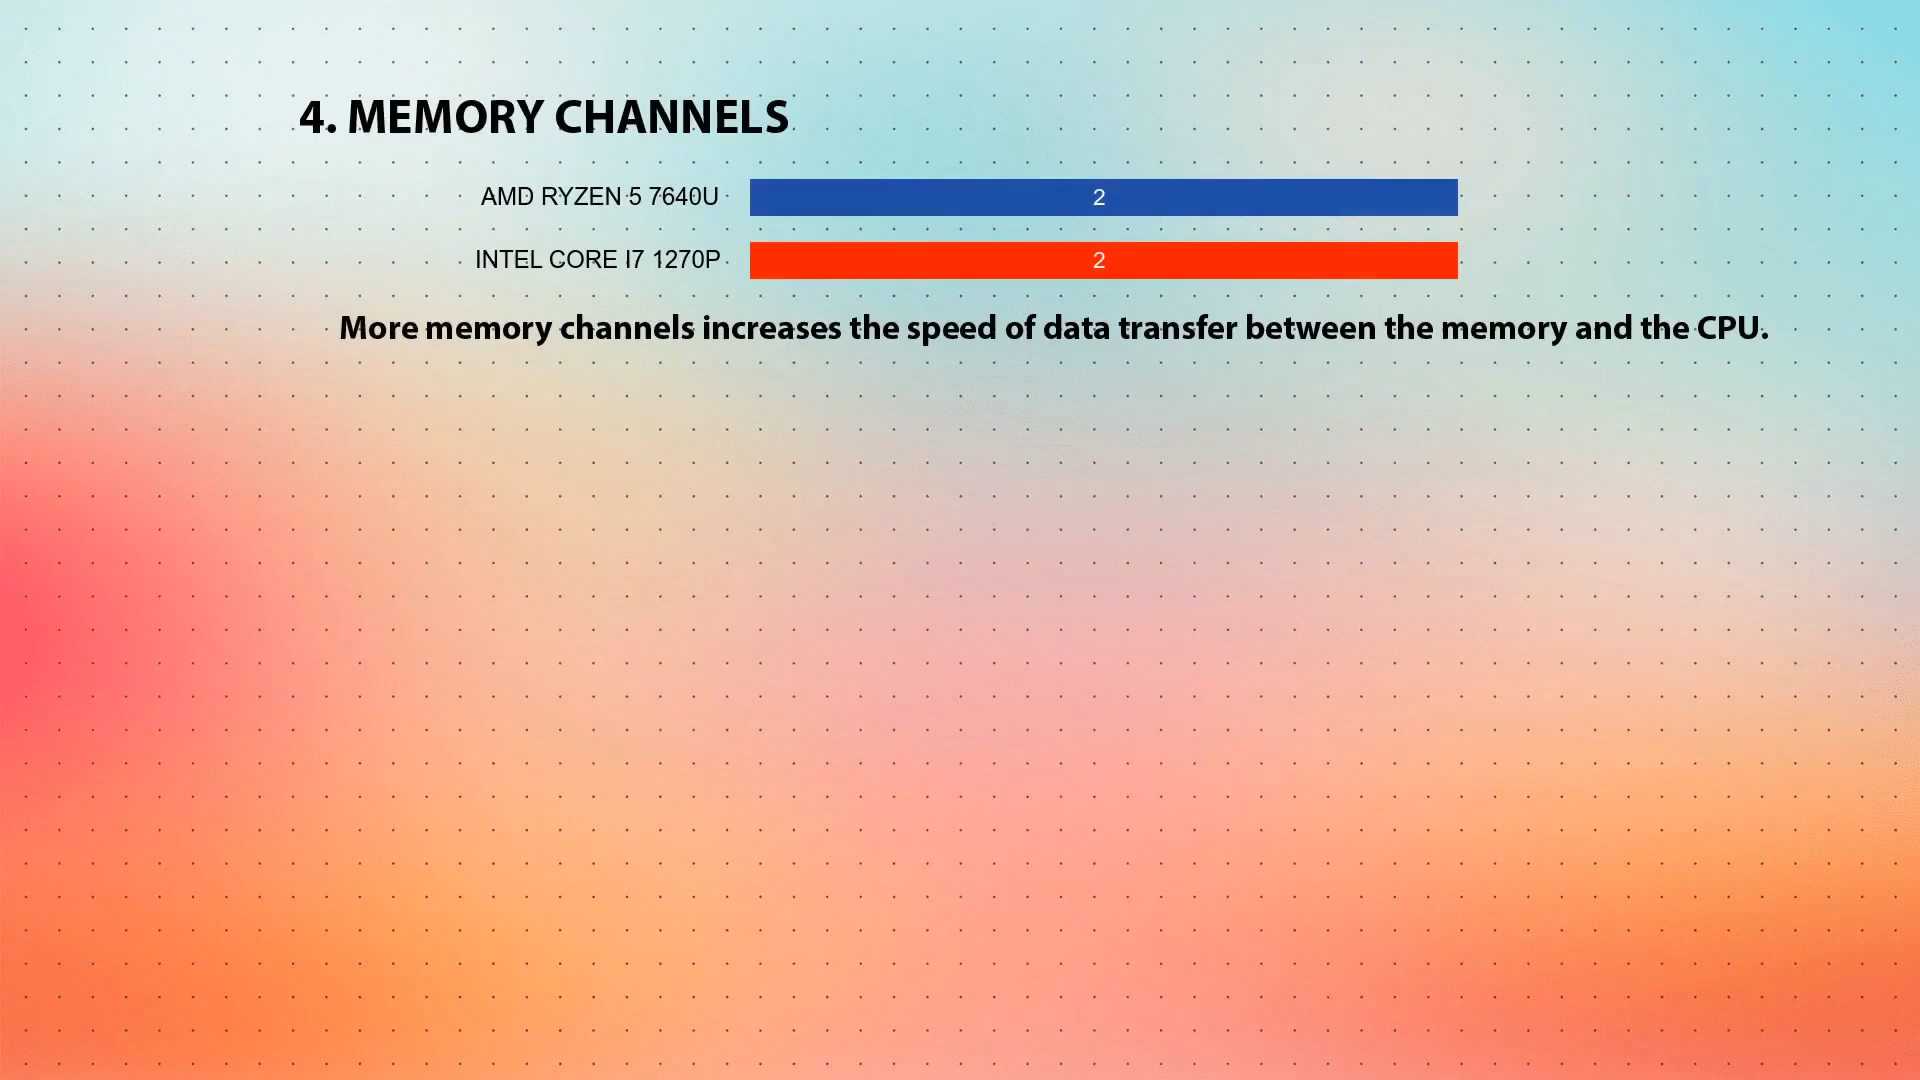 4. MEMORY CHANNELS
AMD RYZEN 5 7640U 2
INTEL CORE I7 1270P 2
More memory channels increases the speed of data transfer between the memory and the CPU.